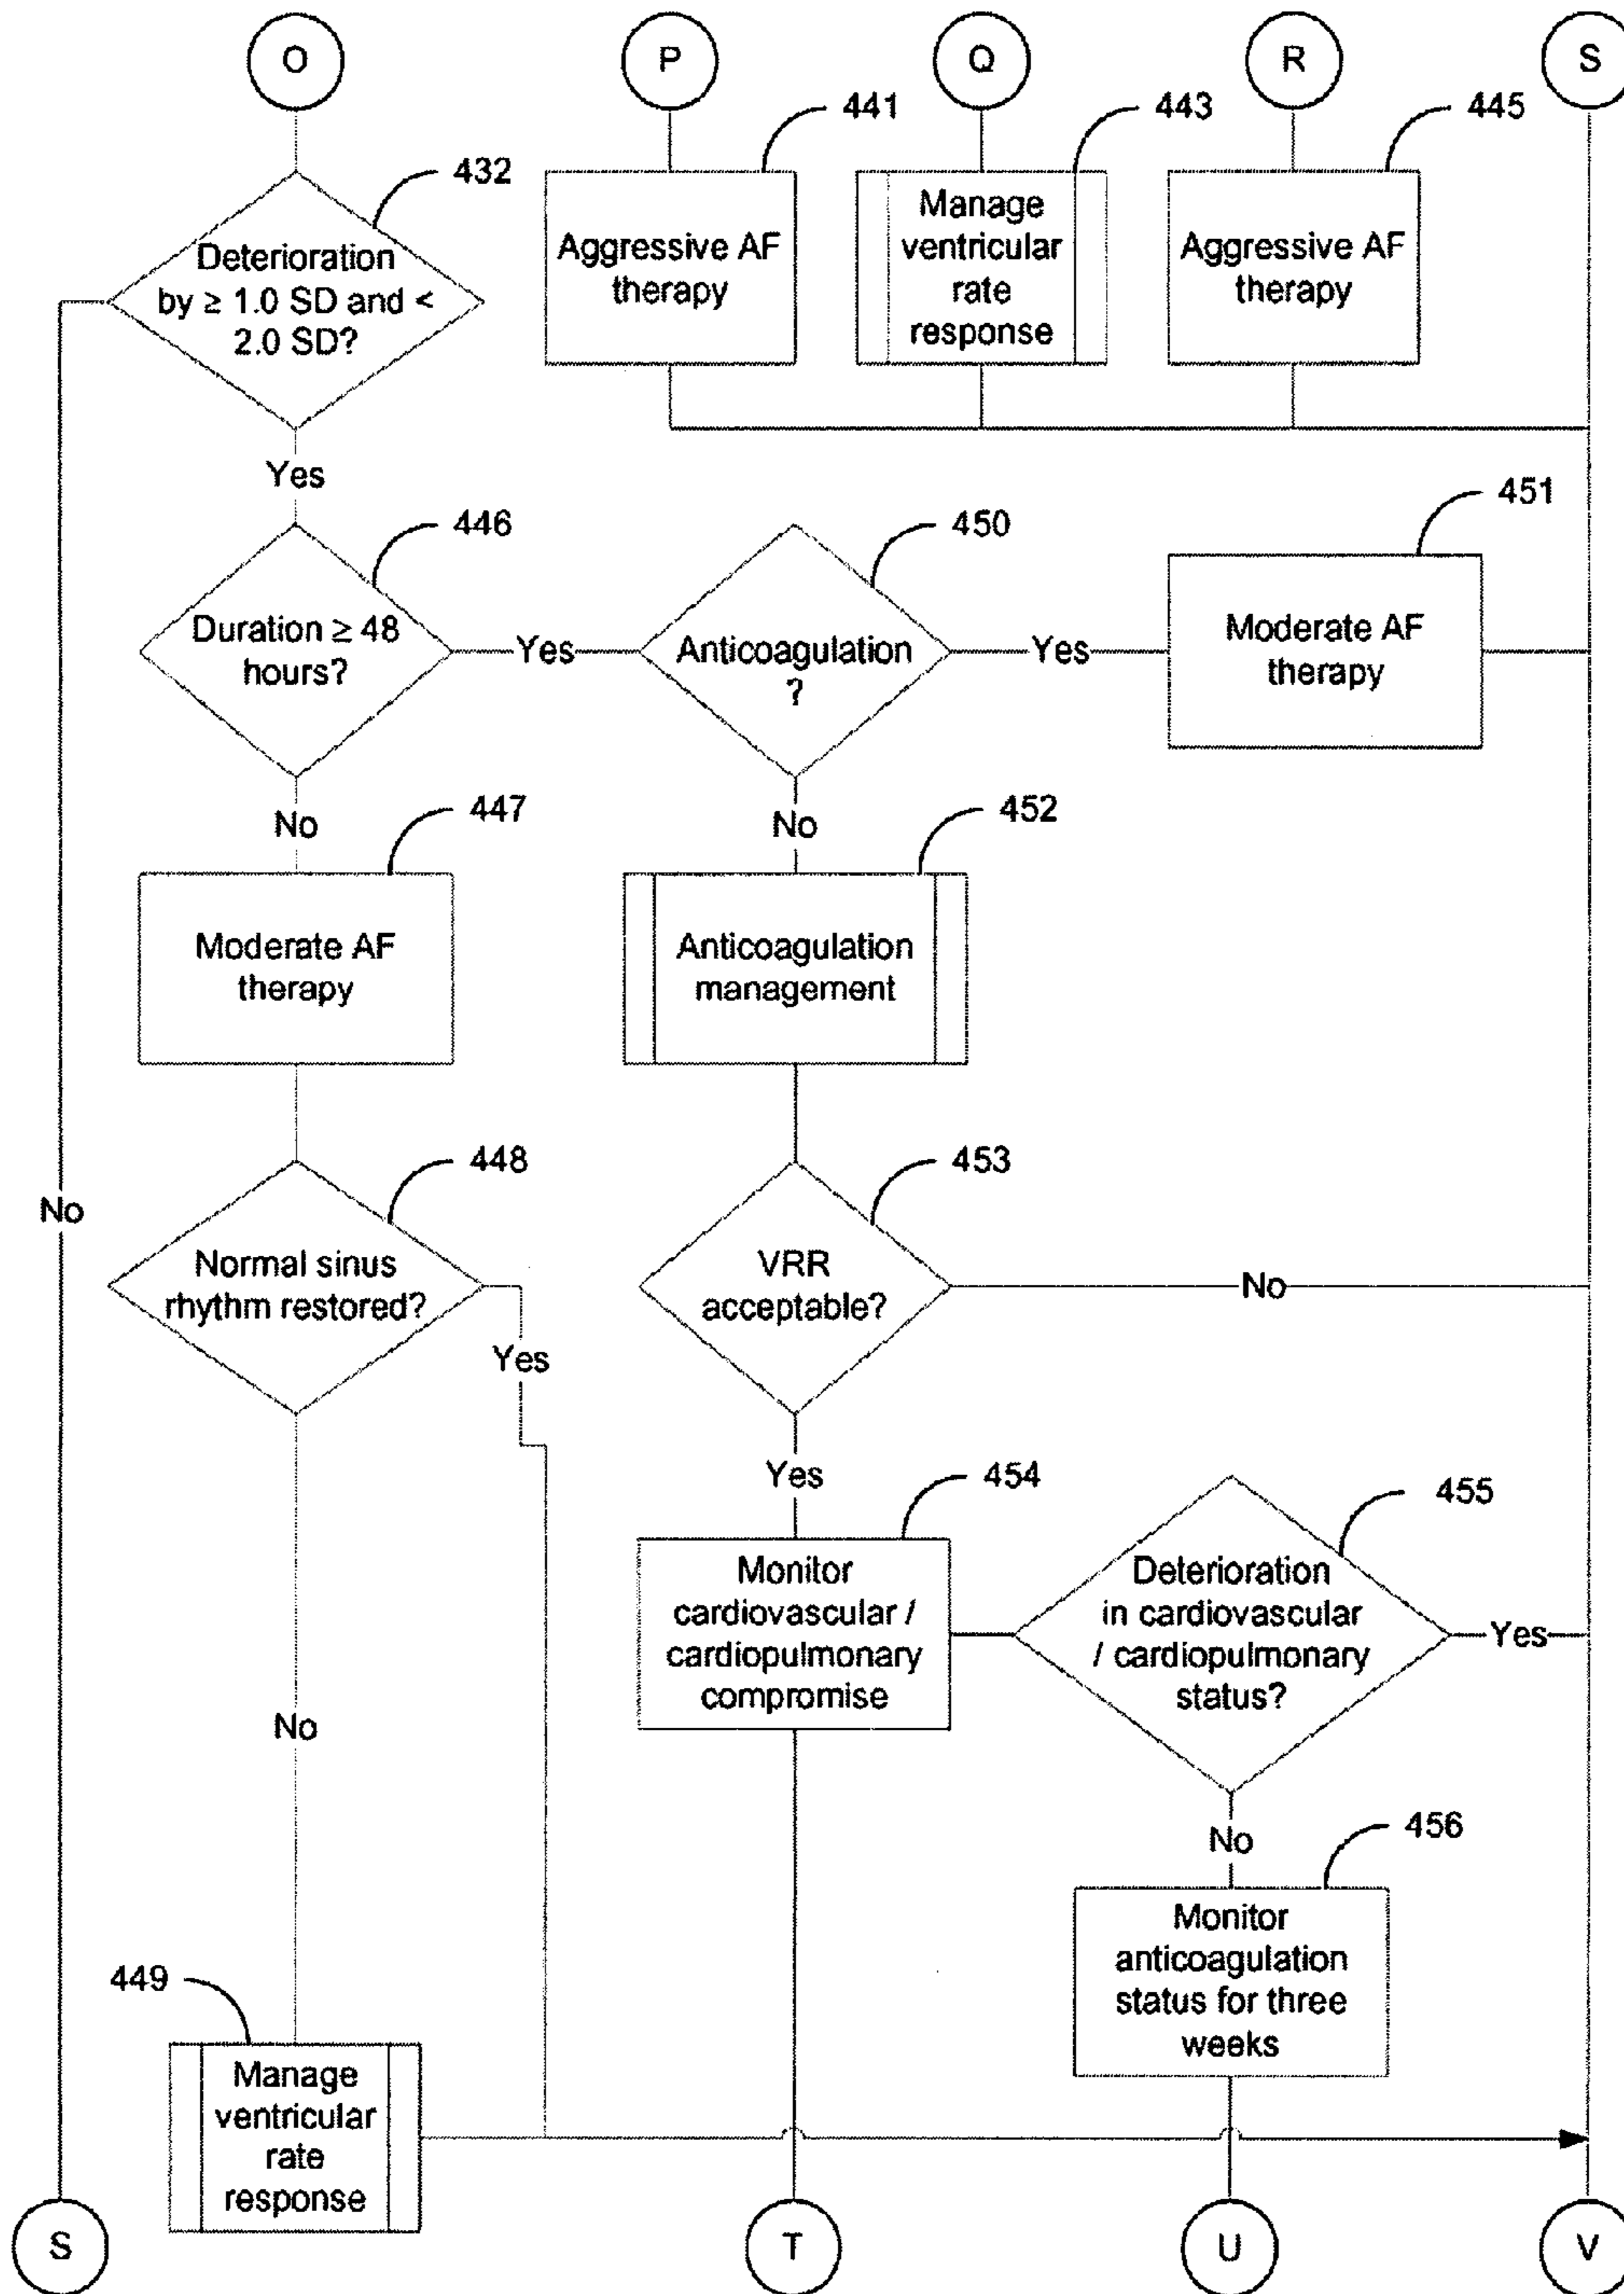 O
P
Q
R
S
441
443
445
432
Deterioration
by ≥ 1.0 SD and <
2.0 SD?
Aggressive AF
therapy
Manage
ventricular
rate
response
Aggressive AF
therapy
Yes
446
450
451
Duration ≥ 48
hours?
Yes
Anticoagulation
?
Yes
Moderate AF
therapy
No
447
No
452
Moderate AF
therapy
Anticoagulation
management
No
448
453
Normal sinus
rhythm restored?
VRR
acceptable?
No
Yes
Yes
454
455
Monitor
cardiovascular /
cardiopulmonary
compromise
Deterioration
in cardiovascular
/ cardiopulmonary
status?
Yes
No
No
456
Monitor
anticoagulation
status for three
weeks
449
Manage
ventricular
rate
response
S
T
U
V